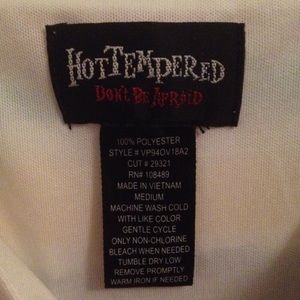 HOTTEMPERED
DON'T BE AFRAID
100% POLYESTER
STYLE # VP94OV18A2
CUT # 29321
RN# 108489
MADE IN VIETNAM
MEDIUM
MACHINE WASH COLD
WITH LIKE COLOR
GENTLE CYCLE
ONLY NON-CHLORINE
BLEACH WHEN NEEDED
TUMBLE DRY LOW
REMOVE PROMPTLY
WARM IRON IF NEEDED